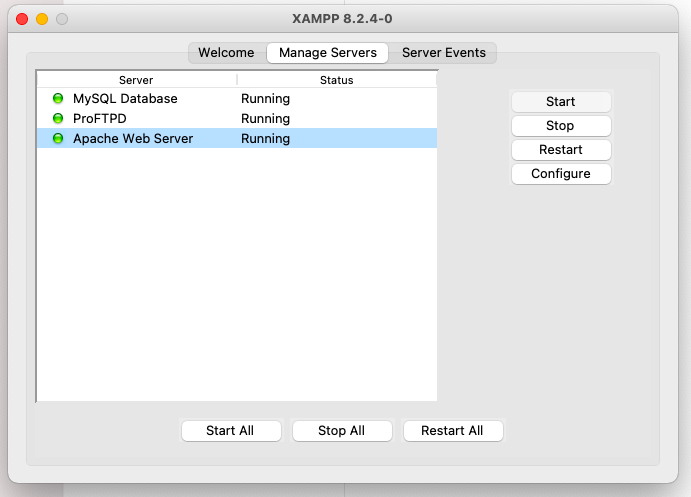 XAMPP 8.2.4-0
Welcome Manage Servers Server Events
Server Status
MySQL Database Running
ProFTPD Running
Apache Web Server Running
Start
Stop
Restart
Configure
Start All Stop All Restart All